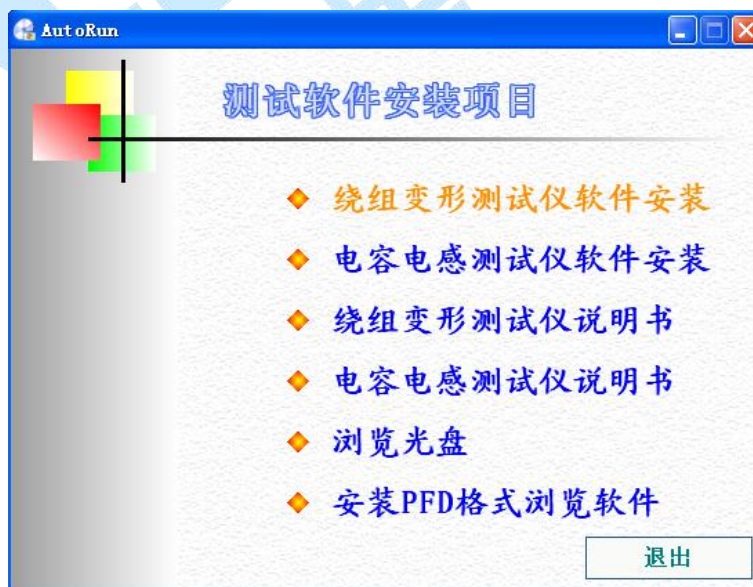 AutoRun
测试软件安装项目
绕组变形测试仪软件安装
电容电感测试仪软件安装
绕组变形测试仪说明书
电容电感测试仪说明书
浏览光盘
安装PFD格式浏览软件
退出